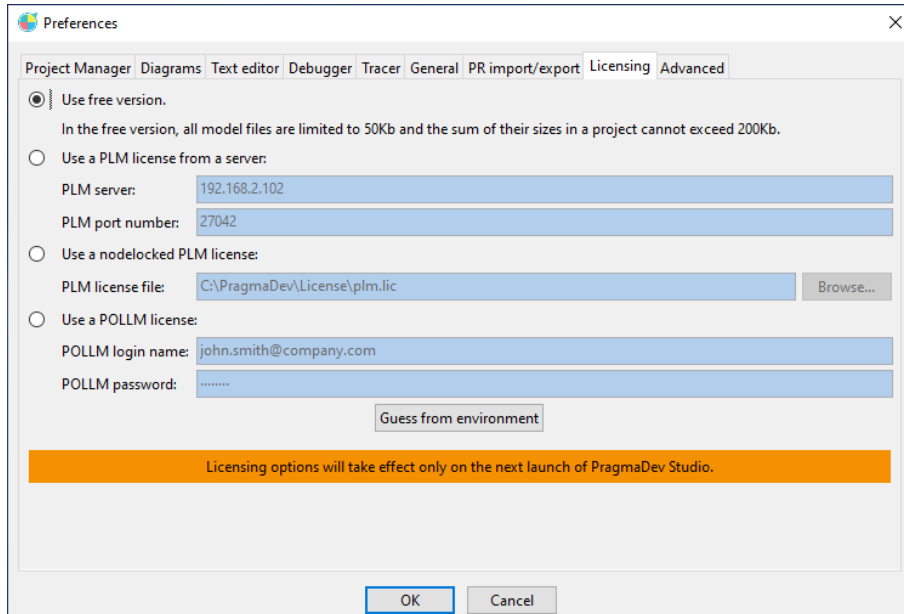 Preferences
Project Manager Diagrams Text editor Debugger Tracer General PR import/export Licensing Advanced
Use free version.
In the free version, all model files are limited to 50Kb and the sum of their sizes in a project cannot exceed 200Kb.
Use a PLM license from a server:
PLM server: 192.168.2.102
PLM port number: 27042
Use a nodelocked PLM license:
PLM license file: C:\PragmaDev\License\plm.lic Browse...
Use a POLLM license:
POLLM login name: john.smith@company.com
POLLM password: ········
Guess from environment
Licensing options will take effect only on the next launch of PragmaDev Studio.
OK Cancel